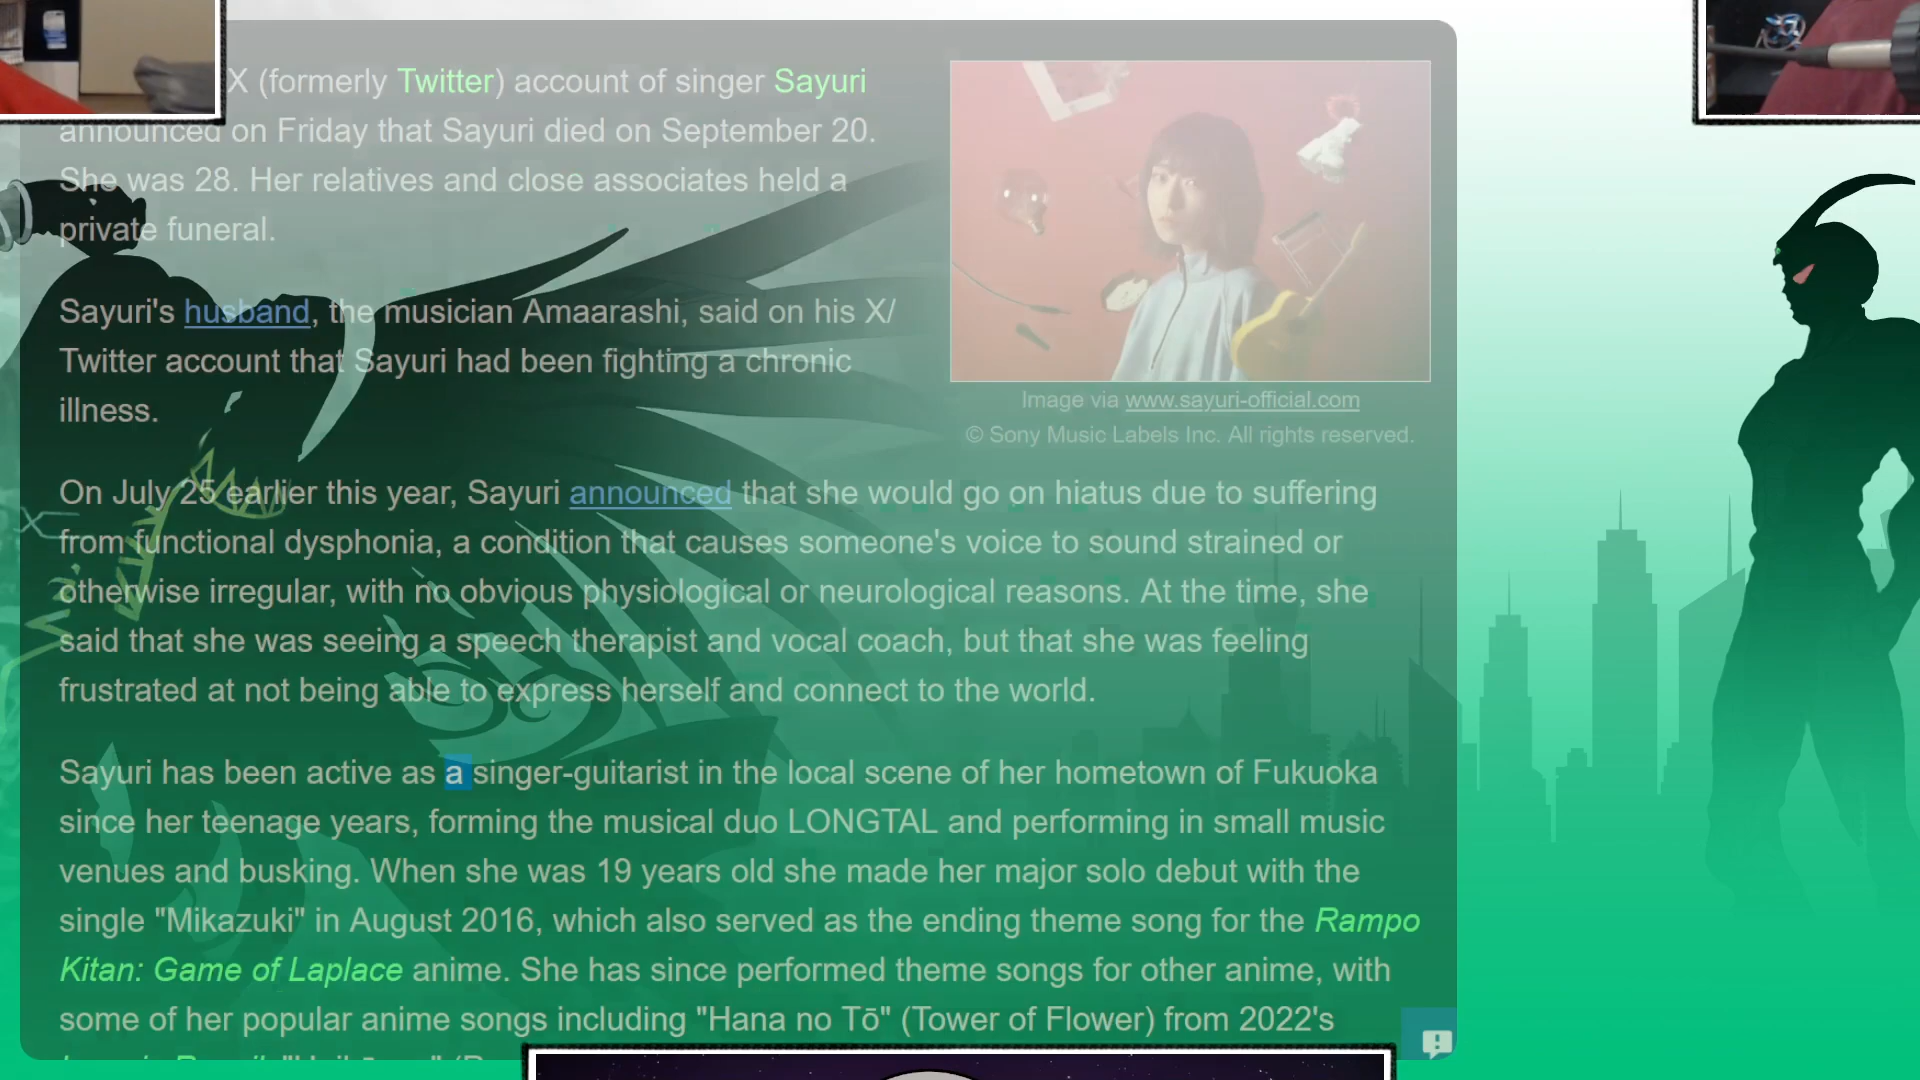 X (formerly Twitter) account of singer Sayuri
announced on Friday that Sayuri died on September 20.
She was 28. Her relatives and close associates held a
private funeral.
Sayuri's husband, the musician Amaarashi, said on his X/
Twitter account that Sayuri had been fighting a chronic
illness.
Image via www.sayuri-official.com
© Sony Music Labels Inc. All rights reserved.
On July 25 earlier this year, Sayuri announced that she would go on hiatus due to suffering
from functional dysphonia, a condition that causes someone's voice to sound strained or
otherwise irregular, with no obvious physiological or neurological reasons. At the time, she
said that she was seeing a speech therapist and vocal coach, but that she was feeling
frustrated at not being able to express herself and connect to the world.
Sayuri has been active as a singer-guitarist in the local scene of her hometown of Fukuoka
since her teenage years, forming the musical duo LONGTAL and performing in small music
venues and busking. When she was 19 years old she made her major solo debut with the
single "Mikazuki" in August 2016, which also served as the ending theme song for the Rampo
Kitan: Game of Laplace anime. She has since performed theme songs for other anime, with
some of her popular anime songs including "Hana no Tō" (Tower of Flower) from 2022's